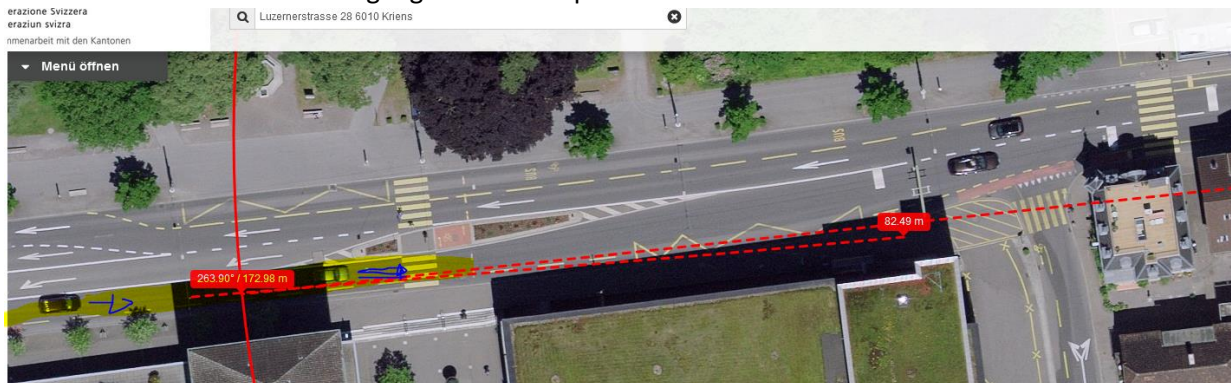 erazione Svizzera
Luzernerstrasse 28 6010 Kriens
eraziun svizra
nmenarbeit mit den Kantonen
Menü öffnen
BUS
BUS
82.49 m
263.90° / 172.98 m